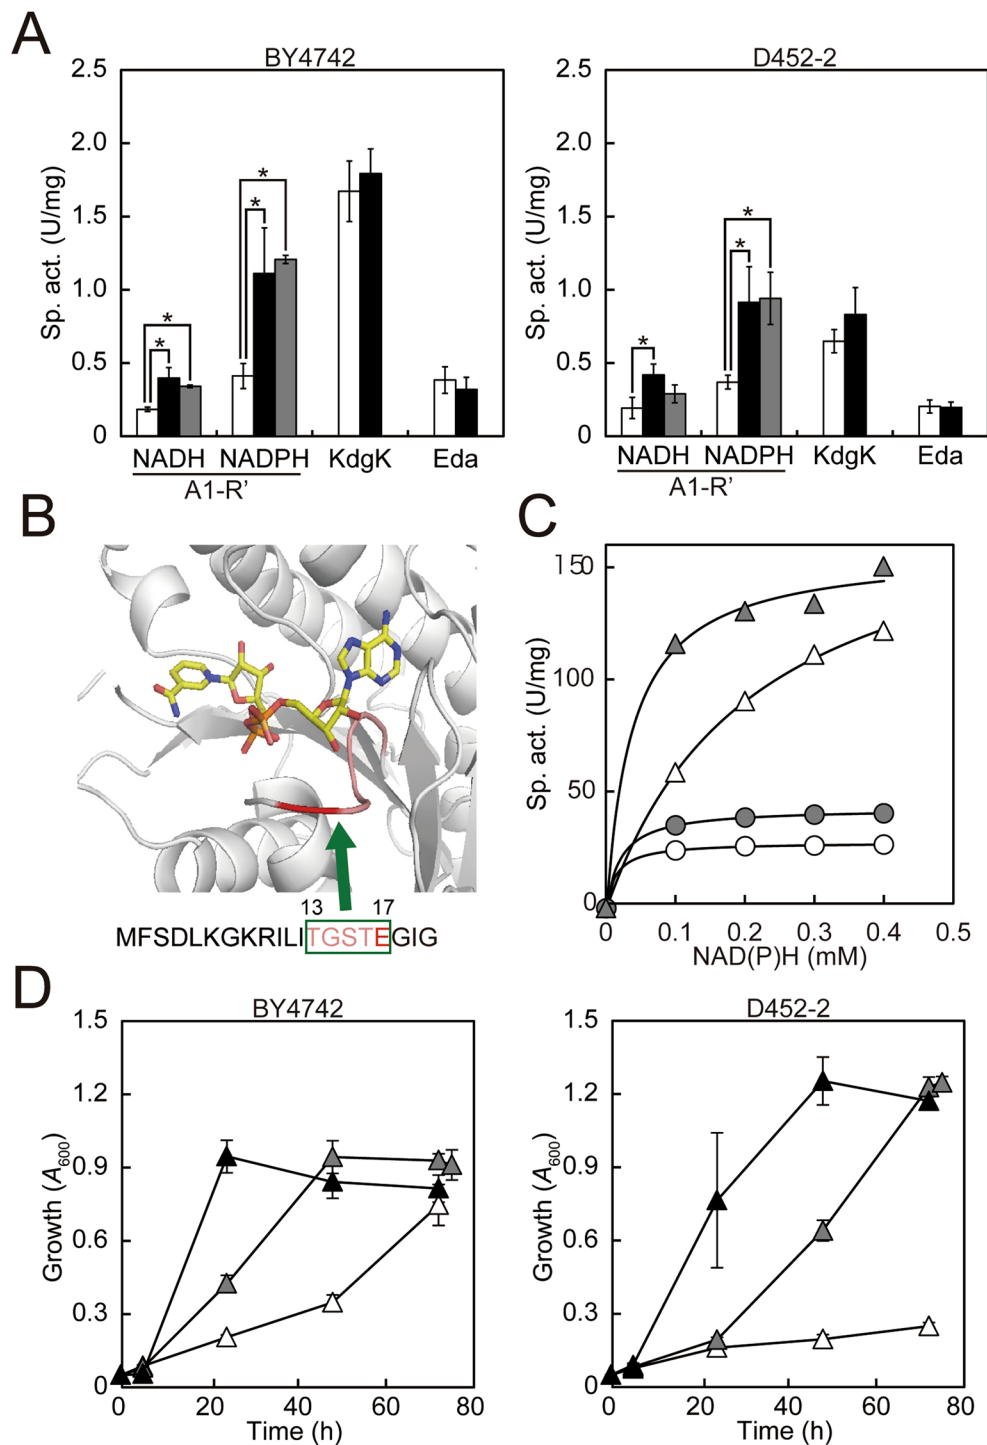 A
BY4742
D452-2
2.5
2.0
1.5
1.0
0.5
0
Sp. act. (U/mg)
* * * *
NADH NADPH KdgK Eda
A1-R’
2.5
2.0
1.5
1.0
0.5
0
Sp. act. (U/mg)
* * *
NADH NADPH KdgK Eda
A1-R’
B
13 17
MFSDLKGKRILITGSTEGIG
C
150
100
50
0
Sp. act. (U/mg)
0 0.1 0.2 0.3 0.4 0.5
NAD(P)H (mM)
D
BY4742
1.5
1.2
0.9
0.6
0.3
0
Growth (A600)
0 20 40 60 80
Time (h)
D452-2
1.5
1.2
0.9
0.6
0.3
0
Growth (A600)
0 20 40 60 80
Time (h)